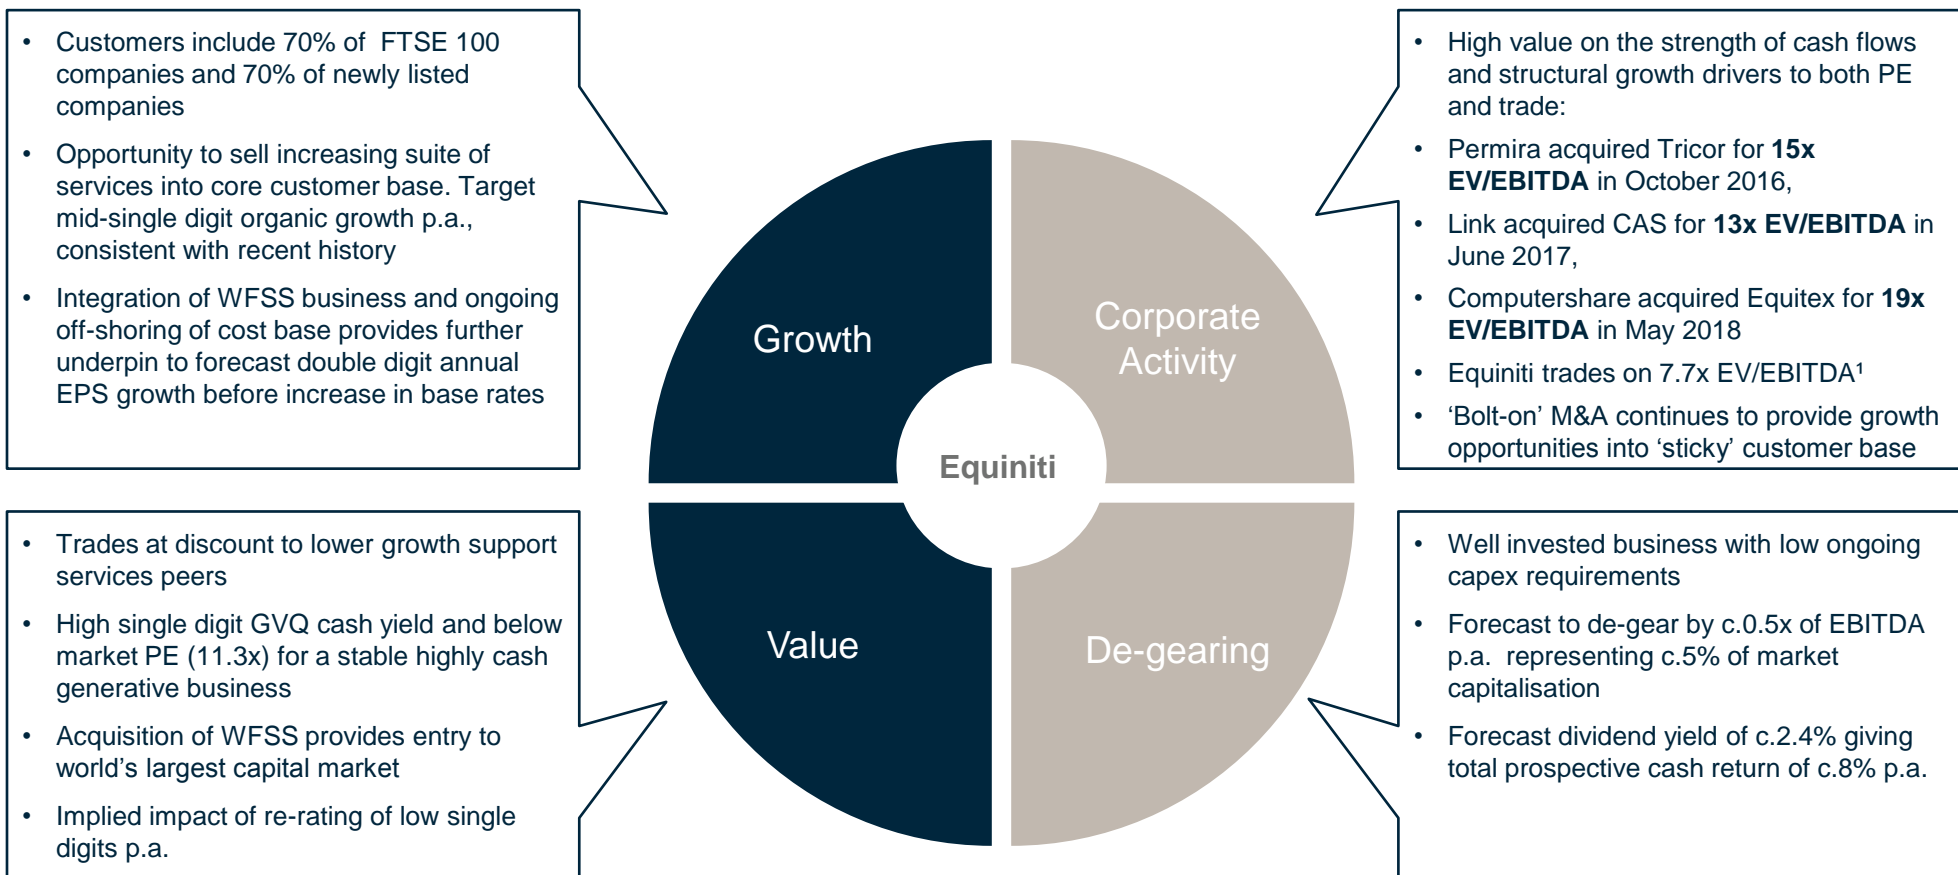 • Customers include 70% of FTSE 100
companies and 70% of newly listed
companies
• Opportunity to sell increasing suite of
services into core customer base. Target
mid-single digit organic growth p.a.,
consistent with recent history
• Integration of WFSS business and ongoing
off-shoring of cost base provides further
underpin to forecast double digit annual
EPS growth before increase in base rates
• High value on the strength of cash flows
and structural growth drivers to both PE
and trade:
• Permira acquired Tricor for 15x
EV/EBITDA in October 2016,
• Link acquired CAS for 13x EV/EBITDA in
June 2017,
• Computershare acquired Equitex for 19x
EV/EBITDA in May 2018
• Equiniti trades on 7.7x EV/EBITDA¹
• ‘Bolt-on’ M&A continues to provide growth
opportunities into ‘sticky’ customer base
Growth
Corporate
Activity
Equiniti
Value
De-gearing
• Trades at discount to lower growth support
services peers
• High single digit GVQ cash yield and below
market PE (11.3x) for a stable highly cash
generative business
• Acquisition of WFSS provides entry to
world’s largest capital market
• Implied impact of re-rating of low single
digits p.a.
• Well invested business with low ongoing
capex requirements
• Forecast to de-gear by c.0.5x of EBITDA
p.a. representing c.5% of market
capitalisation
• Forecast dividend yield of c.2.4% giving
total prospective cash return of c.8% p.a.